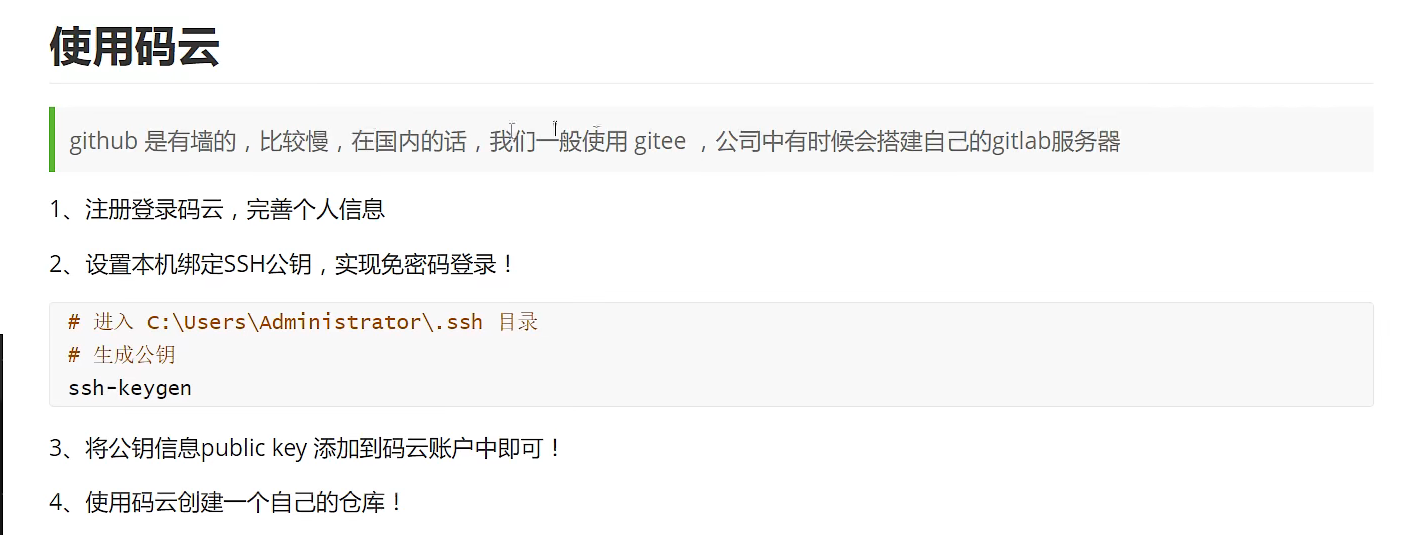 使用码云
github 是有墙的，比较慢，在国内的话，我们一般使用 gitee ，公司中有时候会搭建自己的gitlab服务器
1、注册登录码云，完善个人信息
2、设置本机绑定SSH公钥，实现免密码登录！
# 进入 C:\Users\Administrator\.ssh 目录
# 生成公钥
ssh-keygen
3、将公钥信息public key 添加到码云账户中即可！
4、使用码云创建一个自己的仓库！